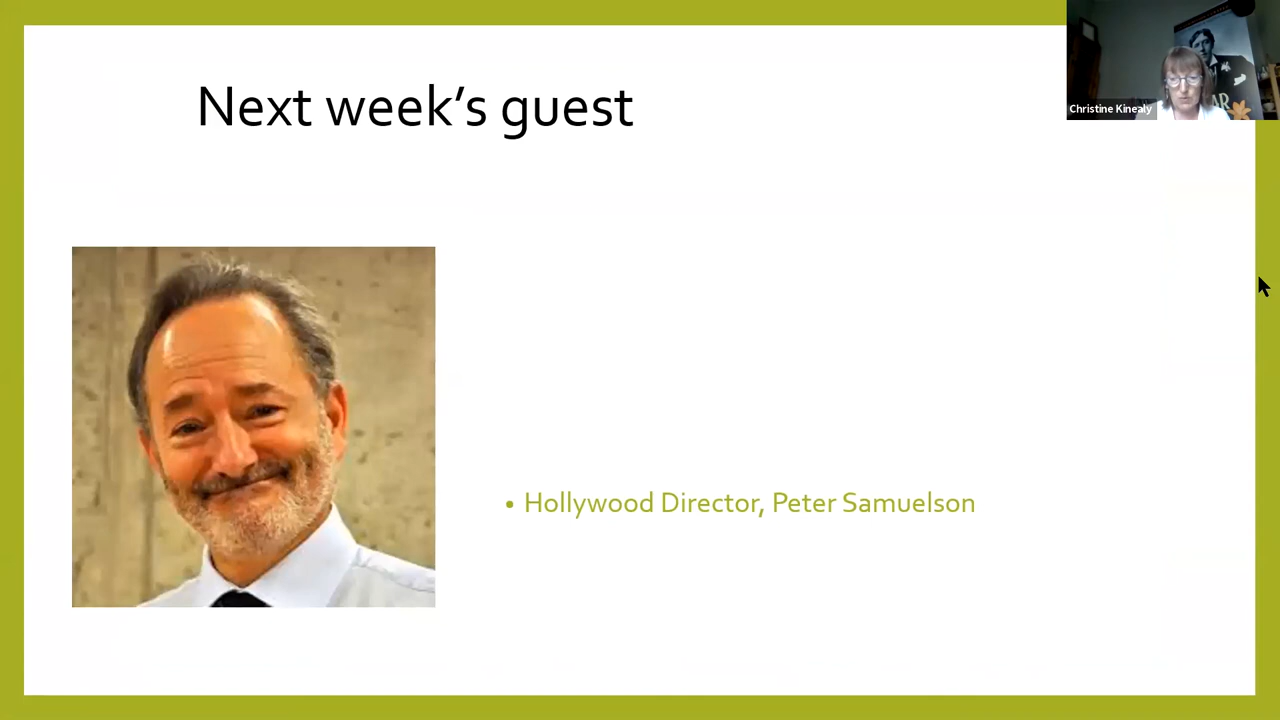 Next week's guest
Christine Kinealy
• Hollywood Director, Peter Samuelson